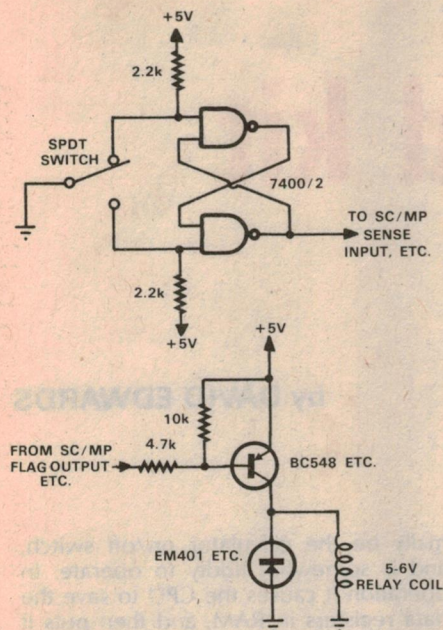 +5V
2.2k
SPDT
SWITCH
7400/2
TO SC/MP
SENSE
INPUT, ETC.
2.2k
+5V
+5V
by DAVID EDWARDS
10k
4.7k
FROM SC/MP
FLAG OUTPUT
ETC.
BC548 ETC.
EM401 ETC.
5-6V
RELAY COIL